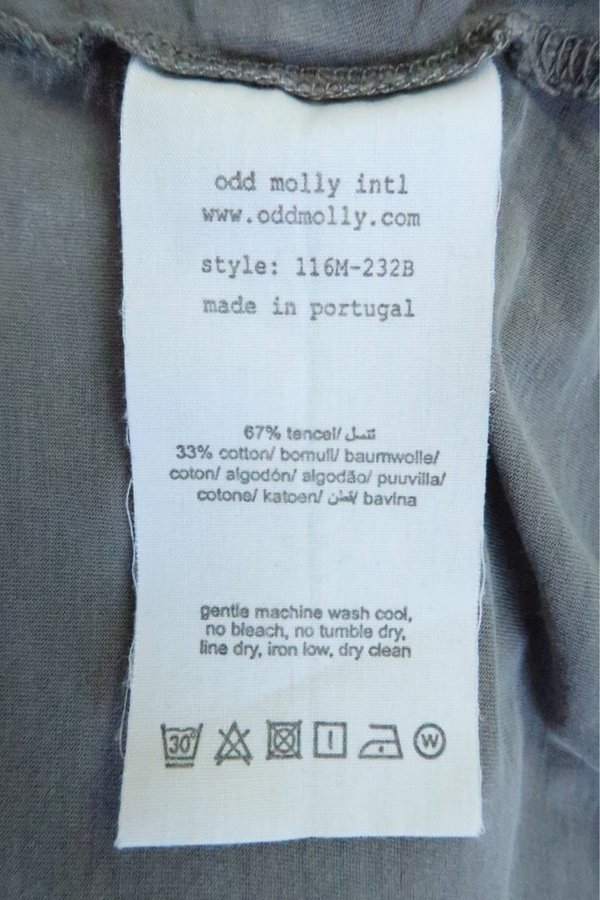 odd molly intl
www.oddmolly.com
style: 116M-232B
made in portugal
67% tencel/ تنسل
33% cotton/ bomull/ baumwolle/
coton/ algodón/ algodão/ puuvilla/
cotone/ katoen/ قطن/ bavlna
gentle machine wash cool,
no bleach, no tumble dry,
line dry, iron low, dry clean
30° W